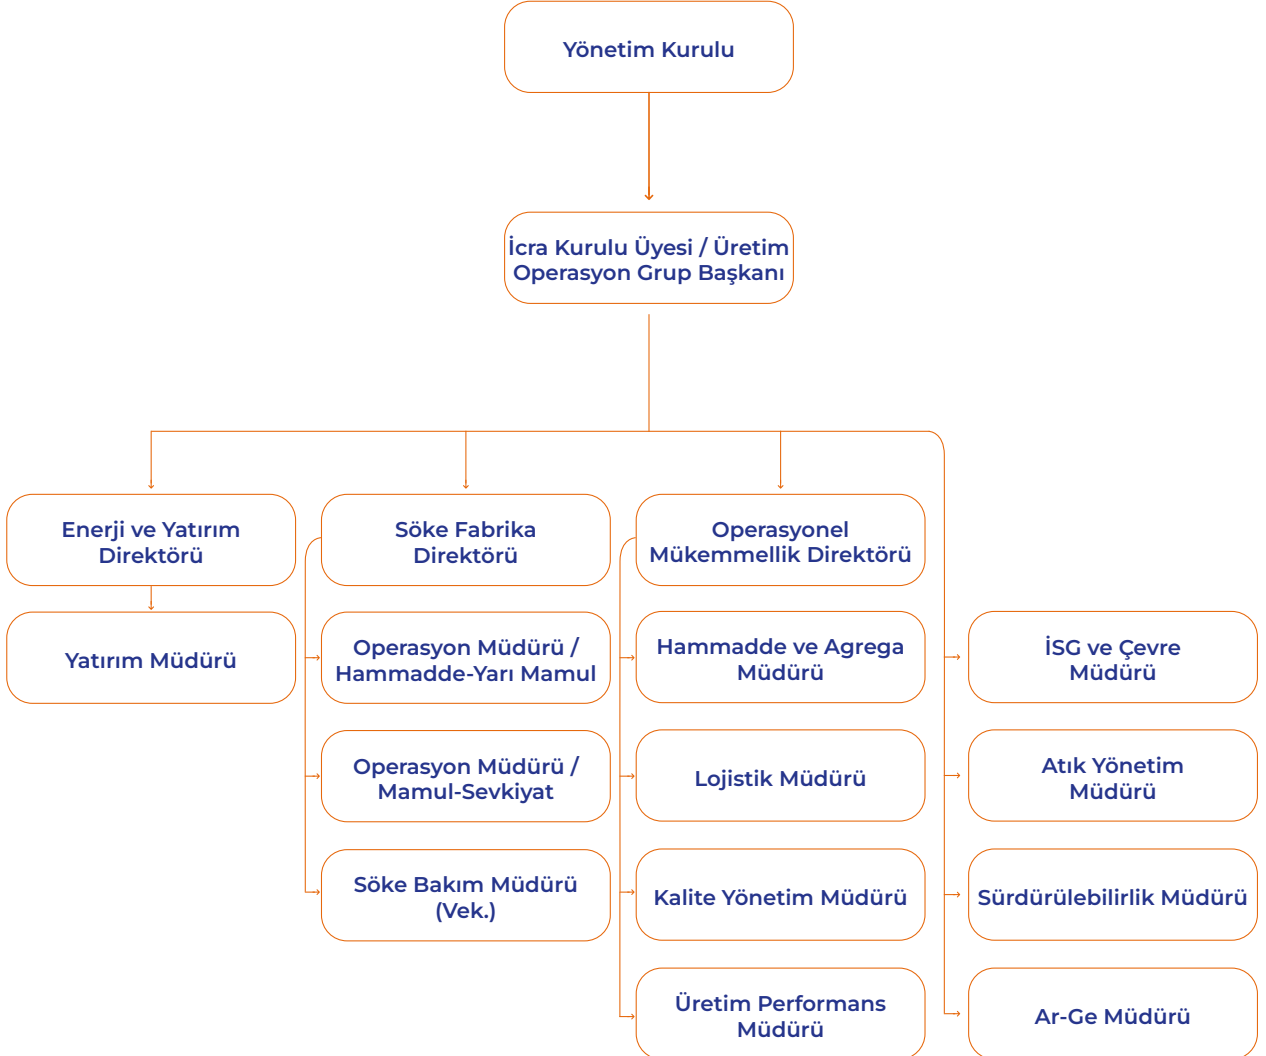 Yönetim Kurulu
İcra Kurulu Üyesi / Üretim
Operasyon Grup Başkanı
Enerji ve Yatırım
Direktörü
Yatırım Müdürü
Söke Fabrika
Direktörü
Operasyon Müdürü /
Hammadde-Yarı Mamul
Operasyon Müdürü /
Mamul-Sevkiyat
Söke Bakım Müdürü
(Vek.)
Operasyonel
Mükemmellik Direktörü
Hammadde ve Agrega
Müdürü
Lojistik Müdürü
Kalite Yönetim Müdürü
Üretim Performans
Müdürü
İSG ve Çevre
Müdürü
Atık Yönetim
Müdürü
Sürdürülebilirlik Müdürü
Ar-Ge Müdürü